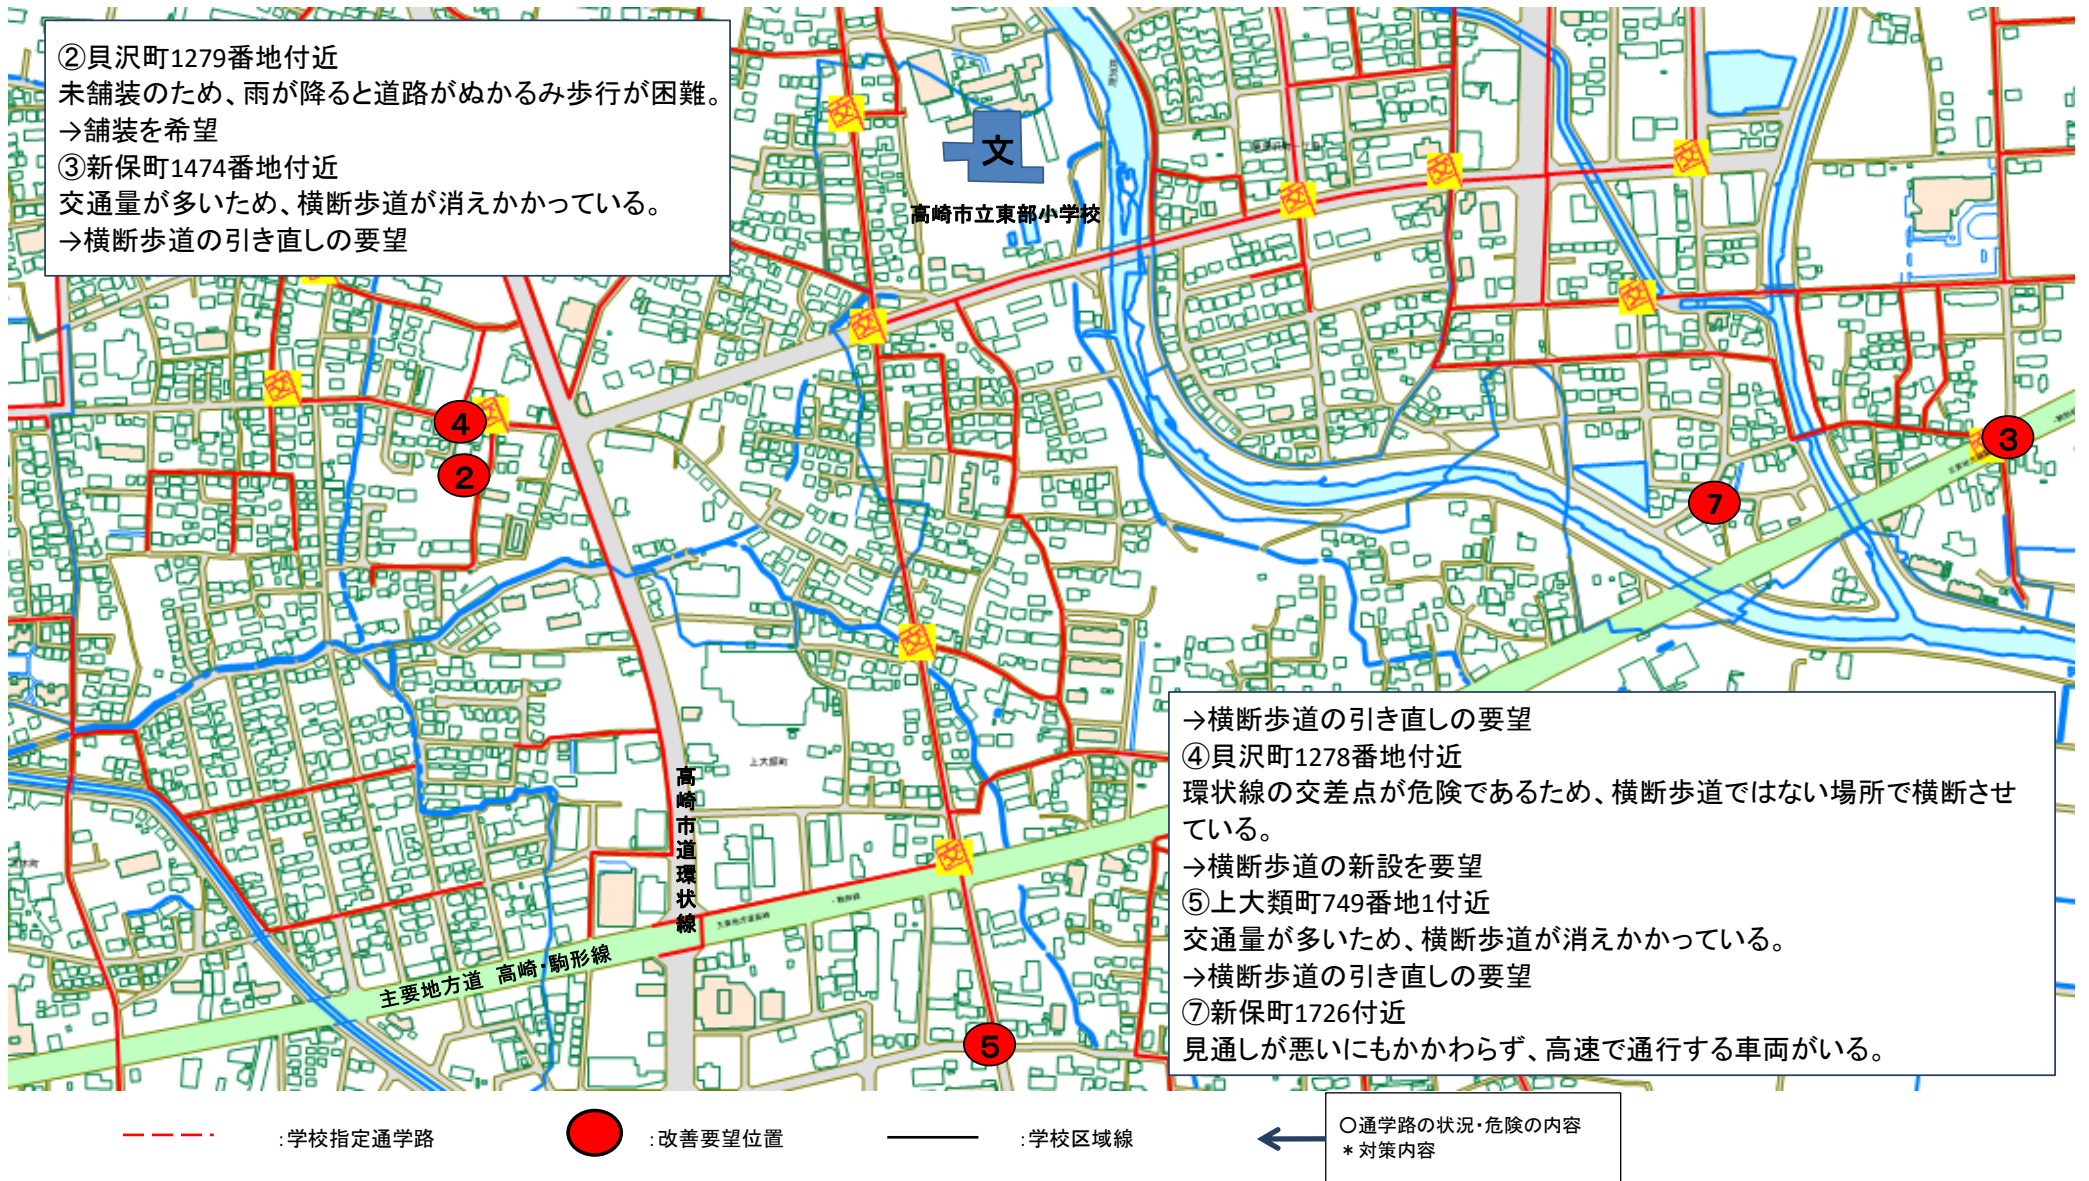 ②貝沢町1279番地付近
未舗装のため、雨が降ると道路がぬかるみ歩行が困難。
→舗装を希望
③新保町1474番地付近
交通量が多いため、横断歩道が消えかかっている。
→横断歩道の引き直しの要望
文
高崎市立東部小学校
交
交
交
交
交
交
交
交
交
交
交
4
2
3
7
5
上大類町
高崎市道環状線
主要地方道 高崎・駒形線
→横断歩道の引き直しの要望
④貝沢町1278番地付近
環状線の交差点が危険であるため、横断歩道ではない場所で横断させ
ている。
→横断歩道の新設を要望
⑤上大類町749番地1付近
交通量が多いため、横断歩道が消えかかっている。
→横断歩道の引き直しの要望
⑦新保町1726付近
見通しが悪いにもかかわらず、高速で通行する車両がいる。
:学校指定通学路
:改善要望位置
:学校区域線
○通学路の状況・危険の内容
*対策内容